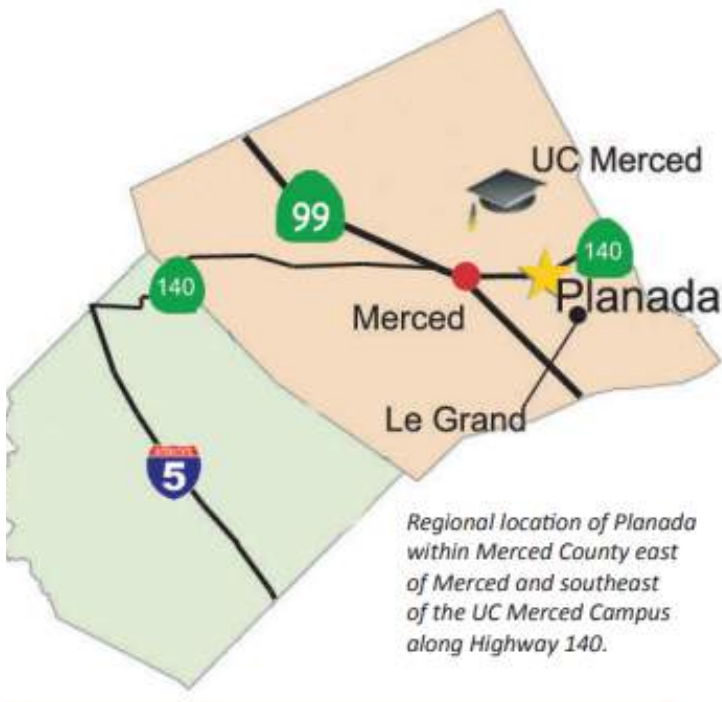 UC Merced
99
140
140
Planada
Merced
Le Grand
5
Regional location of Planada
within Merced County east
of Merced and southeast
of the UC Merced Campus
along Highway 140.